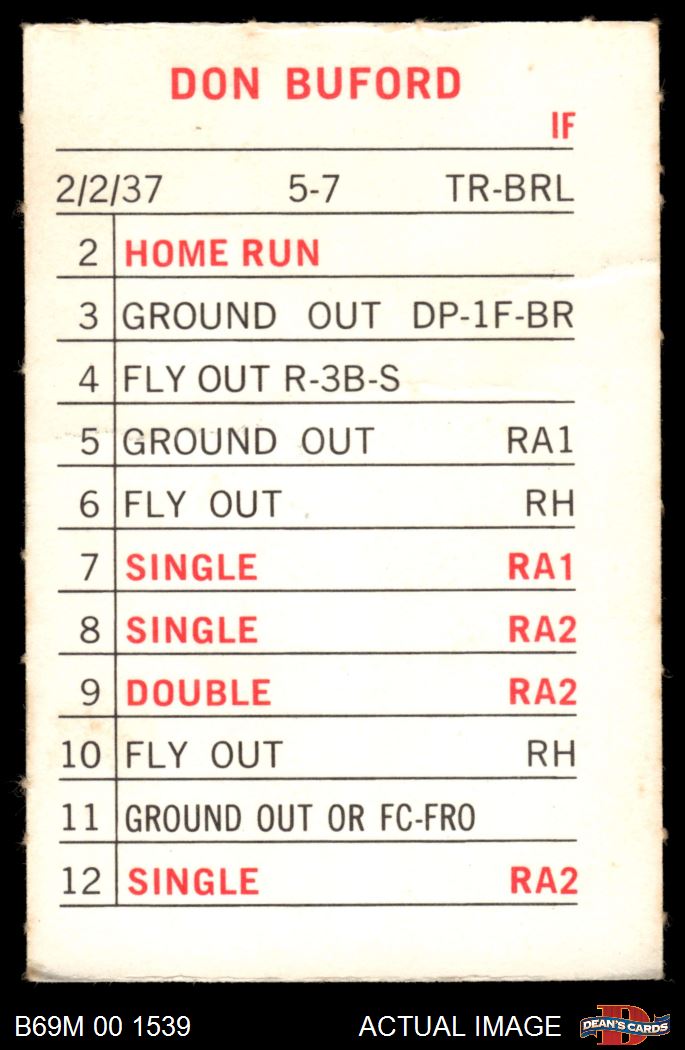 DON BUFORD
IF
2/2/37 5-7 TR-BRL
2 HOME RUN
3 GROUND OUT DP-1F-BR
4 FLY OUT R-3B-S
5 GROUND OUT RA1
6 FLY OUT RH
7 SINGLE RA1
8 SINGLE RA2
9 DOUBLE RA2
10 FLY OUT RH
11 GROUND OUT OR FC-FRO
12 SINGLE RA2
B69M 00 1539 ACTUAL IMAGE DEAN'S CARDS